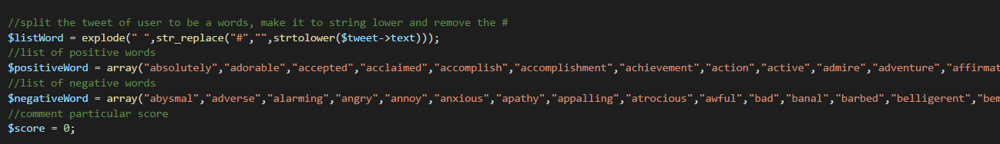 //split the tweet of user to be a words, make it to string lower and remove the #
$listWord = explode(" ",str_replace("#","",strtolower($tweet->text)));
//list of positive words
$positiveWord = array("absolutely","adorable","accepted","acclaimed","accomplish","accomplishment","achievement","action","active","admire","adventure","affirmat
//list of negative words
$negativeWord = array("abysmal","adverse","alarming","angry","annoy","anxious","apathy","appalling","atrocious","awful","bad","banal","barbed","belligerent","bem
//comment particular score
$score = 0;